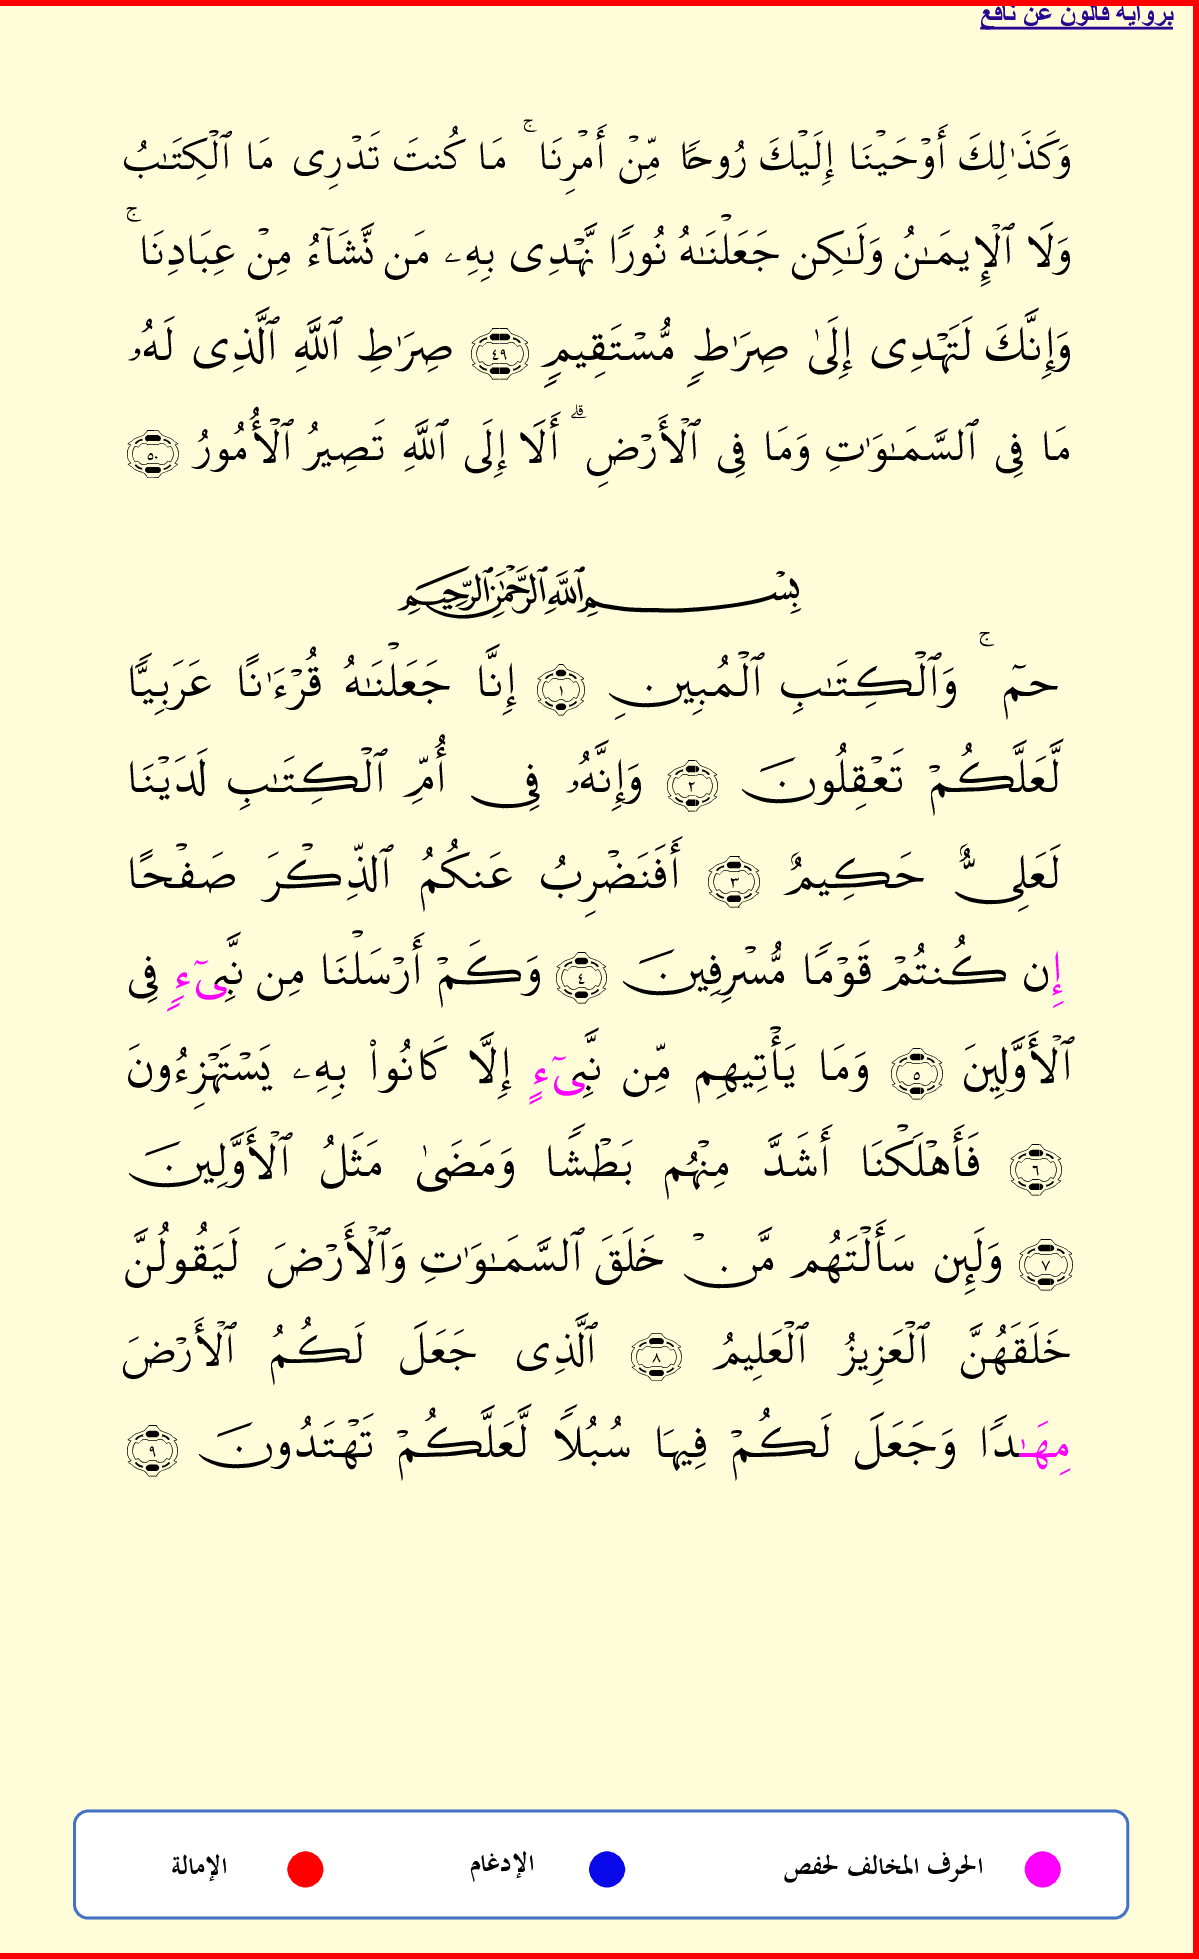 برواية قالون عن نافع
وَكَذَٰلِكَ أَوْحَيْنَا إِلَيْكَ رُوحًا مِّنْ أَمْرِنَا ۚ مَا كُنتَ تَدْرِى مَا ٱلْكِتَـٰبُ
وَلَا ٱلْإِيمَـٰنُ وَلَـٰكِن جَعَلْنَـٰهُ نُورًا نَّهْدِى بِهِۦ مَن نَّشَآءُ مِنْ عِبَادِنَا ۚ
وَإِنَّكَ لَتَهْدِى إِلَىٰ صِرَٰطٍ مُّسْتَقِيمٍ ٤٩ صِرَٰطِ ٱللَّهِ ٱلَّذِى لَهُۥ
مَا فِى ٱلسَّمَـٰوَٰتِ وَمَا فِى ٱلْأَرْضِ ۗ أَلَا إِلَى ٱللَّهِ تَصِيرُ ٱلْأُمُورُ ٥٠
بِسْمِ ٱللَّهِ ٱلرَّحْمَـٰنِ ٱلرَّحِيمِ
حمٓ ۚ وَٱلْكِتَـٰبِ ٱلْمُبِينِ ١ إِنَّا جَعَلْنَـٰهُ قُرْءَٰنًا عَرَبِيًّا
لَّعَلَّكُمْ تَعْقِلُونَ ٢ وَإِنَّهُۥ فِى أُمِّ ٱلْكِتَـٰبِ لَدَيْنَا
لَعَلِىٌّ حَكِيمٌ ٣ أَفَنَضْرِبُ عَنكُمُ ٱلذِّكْرَ صَفْحًا
إِن كُنتُمْ قَوْمًا مُّسْرِفِينَ ٤ وَكَمْ أَرْسَلْنَا مِن نَّبِىٓءٍ فِى
ٱلْأَوَّلِينَ ٥ وَمَا يَأْتِيهِم مِّن نَّبِىٓءٍ إِلَّا كَانُوا۟ بِهِۦ يَسْتَهْزِءُونَ
٦ فَأَهْلَكْنَا أَشَدَّ مِنْهُم بَطْشًا وَمَضَىٰ مَثَلُ ٱلْأَوَّلِينَ
٧ وَلَئِن سَأَلْتَهُم مَّنْ خَلَقَ ٱلسَّمَـٰوَٰتِ وَٱلْأَرْضَ لَيَقُولُنَّ
خَلَقَهُنَّ ٱلْعَزِيزُ ٱلْعَلِيمُ ٨ ٱلَّذِى جَعَلَ لَكُمُ ٱلْأَرْضَ
مِهَـٰدًا وَجَعَلَ لَكُمْ فِيهَا سُبُلًا لَّعَلَّكُمْ تَهْتَدُونَ ٩
الحرف المخالف لحفص الإدغام الإمالة